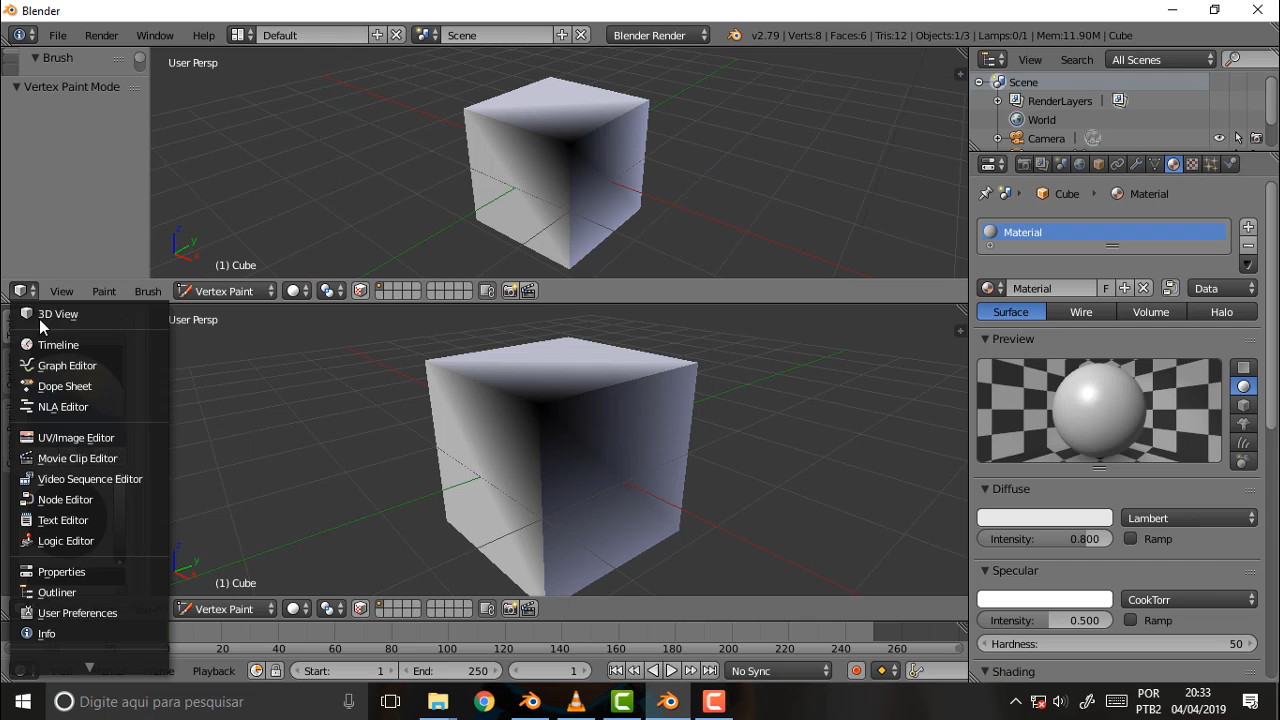 Blender
File Render Window Help Default Scene Blender Render v2.79 | Verts:8 | Faces:6 | Tris:12 | Objects:1/3 | Lamps:0/1 | Mem:11.90M | Cube
Brush
Vertex Paint Mode
User Persp
(1) Cube
View Search All Scenes
Scene
RenderLayers
World
Camera
Cube Material
Material
Material F Data
Surface Wire Volume Halo
Preview
Diffuse
Lambert
Intensity: 0.800 Ramp
Specular
CookTorr
Intensity: 0.500 Ramp
Hardness: 50
Shading
View Paint Brush Vertex Paint
3D View
Timeline
Graph Editor
Dope Sheet
NLA Editor
UV/Image Editor
Movie Clip Editor
Video Sequence Editor
Node Editor
Text Editor
Logic Editor
Properties
Outliner
User Preferences
Info
User Persp
(1) Cube
Vertex Paint
20 40 60 80 100 120 140 160 180 200 220 240 260
Playback Start: 1 End: 250 1 No Sync
Digite aqui para pesquisar
POR
PTB2
20:33
04/04/2019